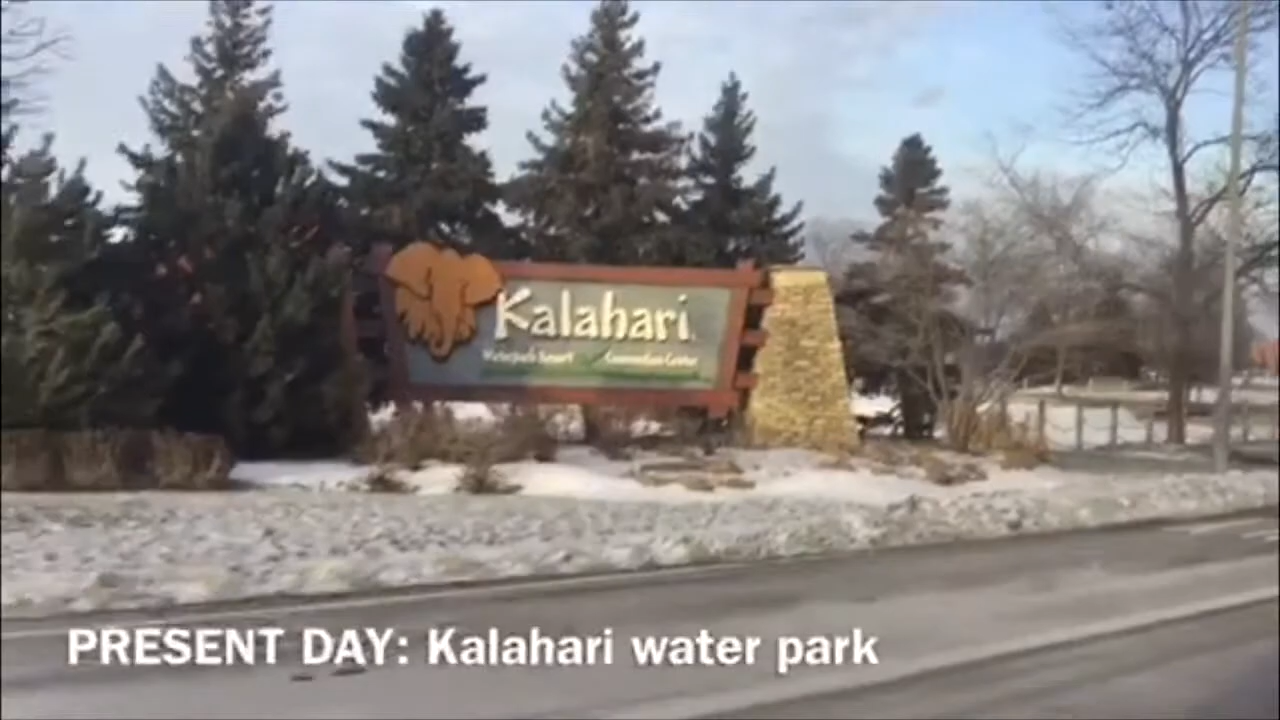 Kalahari
Waterpark Resort Convention Center
PRESENT DAY: Kalahari water park